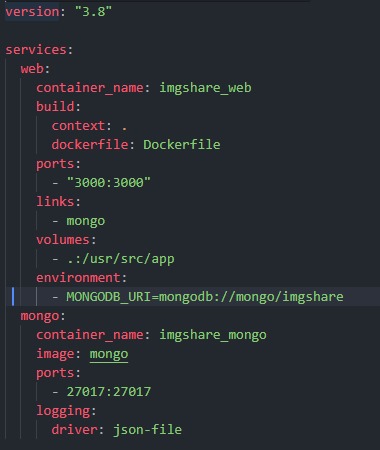 version: "3.8"
services:
web:
container_name: imgshare_web
build:
context: .
dockerfile: Dockerfile
ports:
- "3000:3000"
links:
- mongo
volumes:
- .:/usr/src/app
environment:
- MONGODB_URI=mongodb://mongo/imgshare
mongo:
container_name: imgshare_mongo
image: mongo
ports:
- 27017:27017
logging:
driver: json-file